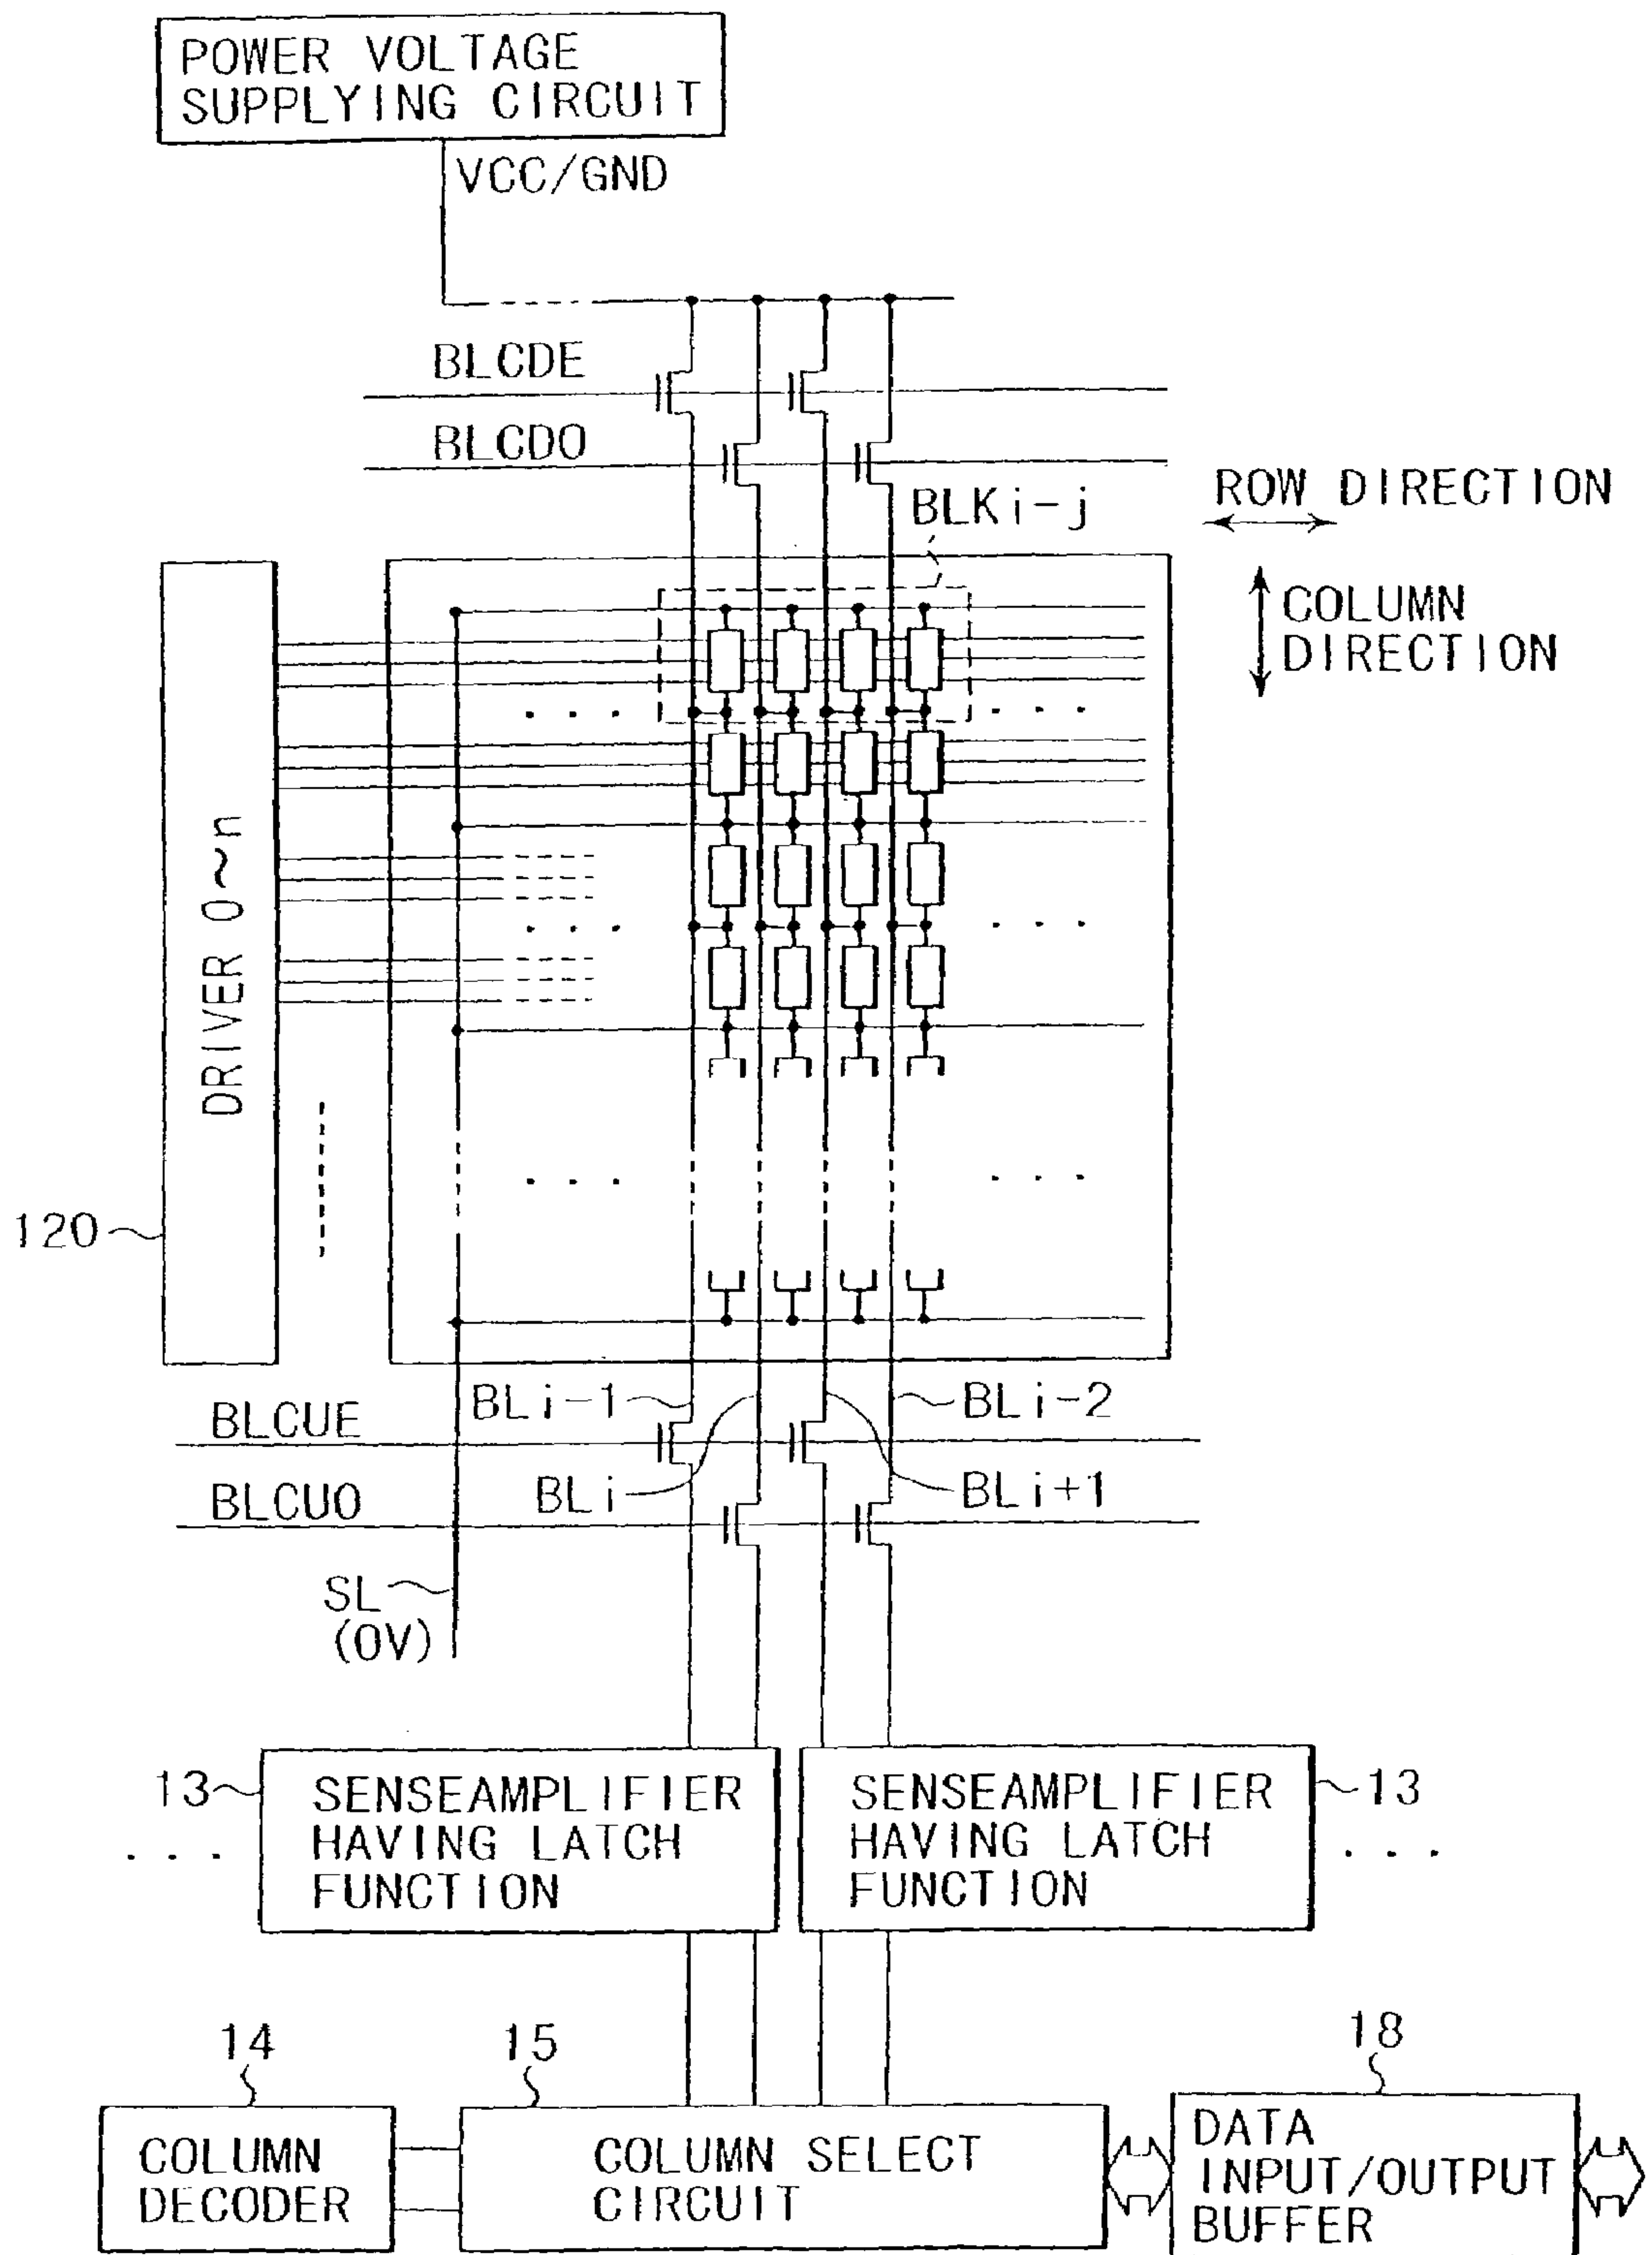 POWER VOLTAGE
SUPPLYING CIRCUIT
VCC/GND
BLCDE
BLCDO
BLKi-j
ROW DIRECTION
COLUMN
DIRECTION
DRIVER 0~n
120
BLi-1
BLi-2
BLCUE
BLi
BLi+1
BLCUO
SL
(0V)
13
SENSEAMPLIFIER
HAVING LATCH
FUNCTION
SENSEAMPLIFIER
HAVING LATCH
FUNCTION
13
14
15
18
COLUMN
DECODER
COLUMN SELECT
CIRCUIT
DATA
INPUT/OUTPUT
BUFFER